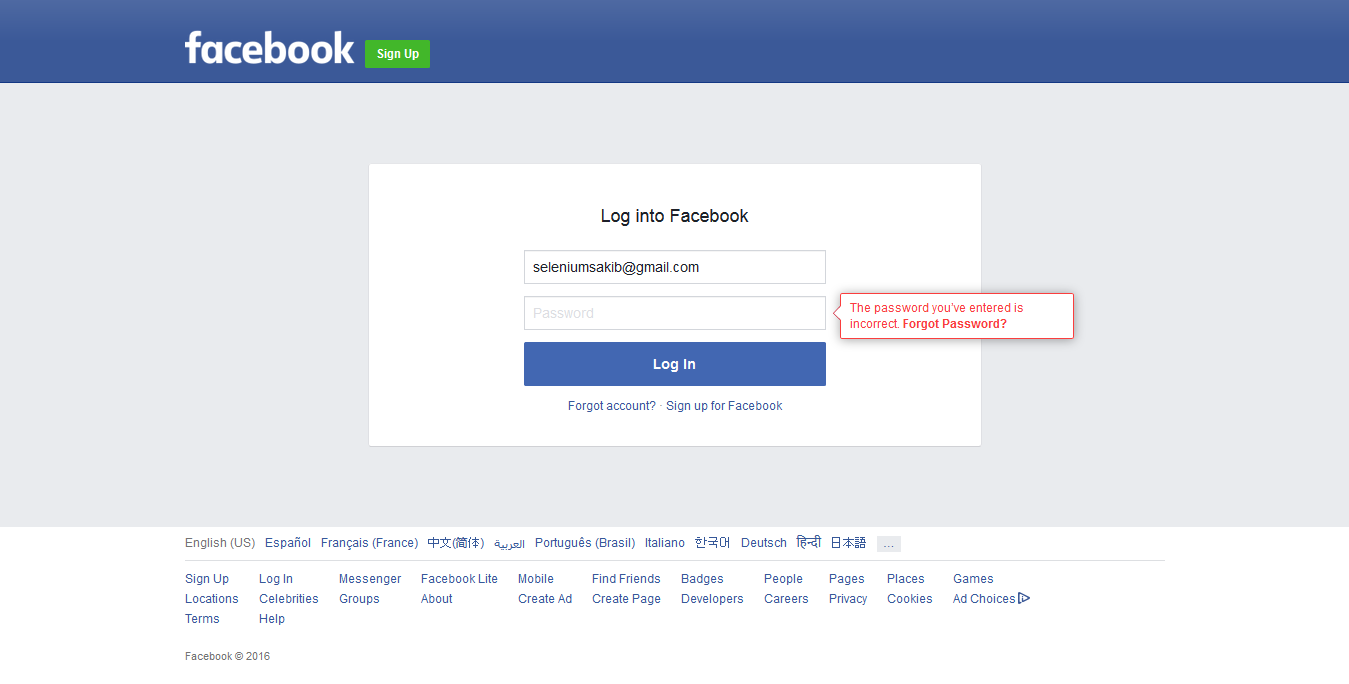 facebook Sign Up
Log into Facebook
seleniumsakib@gmail.com
Password
The password you've entered is
incorrect. Forgot Password?
Log In
Forgot account? · Sign up for Facebook
English (US) Español Français (France) 中文(简体) العربية Português (Brasil) Italiano 한국어 Deutsch हिन्दी 日本語 ...
Sign Up Log In Messenger Facebook Lite Mobile Find Friends Badges People Pages Places Games
Locations Celebrities Groups About Create Ad Create Page Developers Careers Privacy Cookies Ad Choices
Terms Help
Facebook © 2016